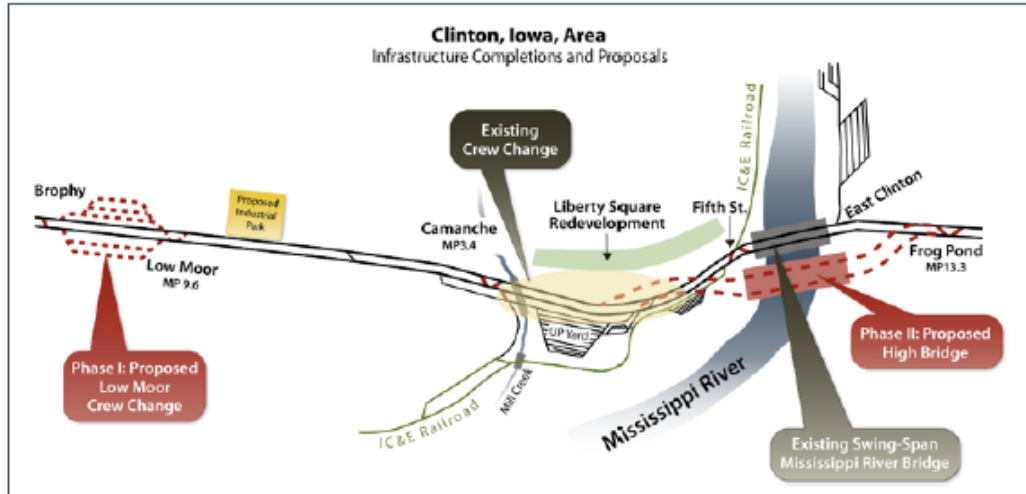 Clinton, Iowa, Area
Infrastructure Completions and Proposals
Existing
Crew Change
IC&E Railroad
Brophy
Proposed
Industrial
Park
Camanche
MP3.4
Liberty Square
Redevelopment
Fifth St.
East Clinton
Low Moor
MP 9.6
Frog Pond
MP13.3
UP Yard
Phase I: Proposed
Low Moor
Crew Change
Phase II: Proposed
High Bridge
Mill Creek
IC&E Railroad
Mississippi River
Existing Swing-Span
Mississippi River Bridge